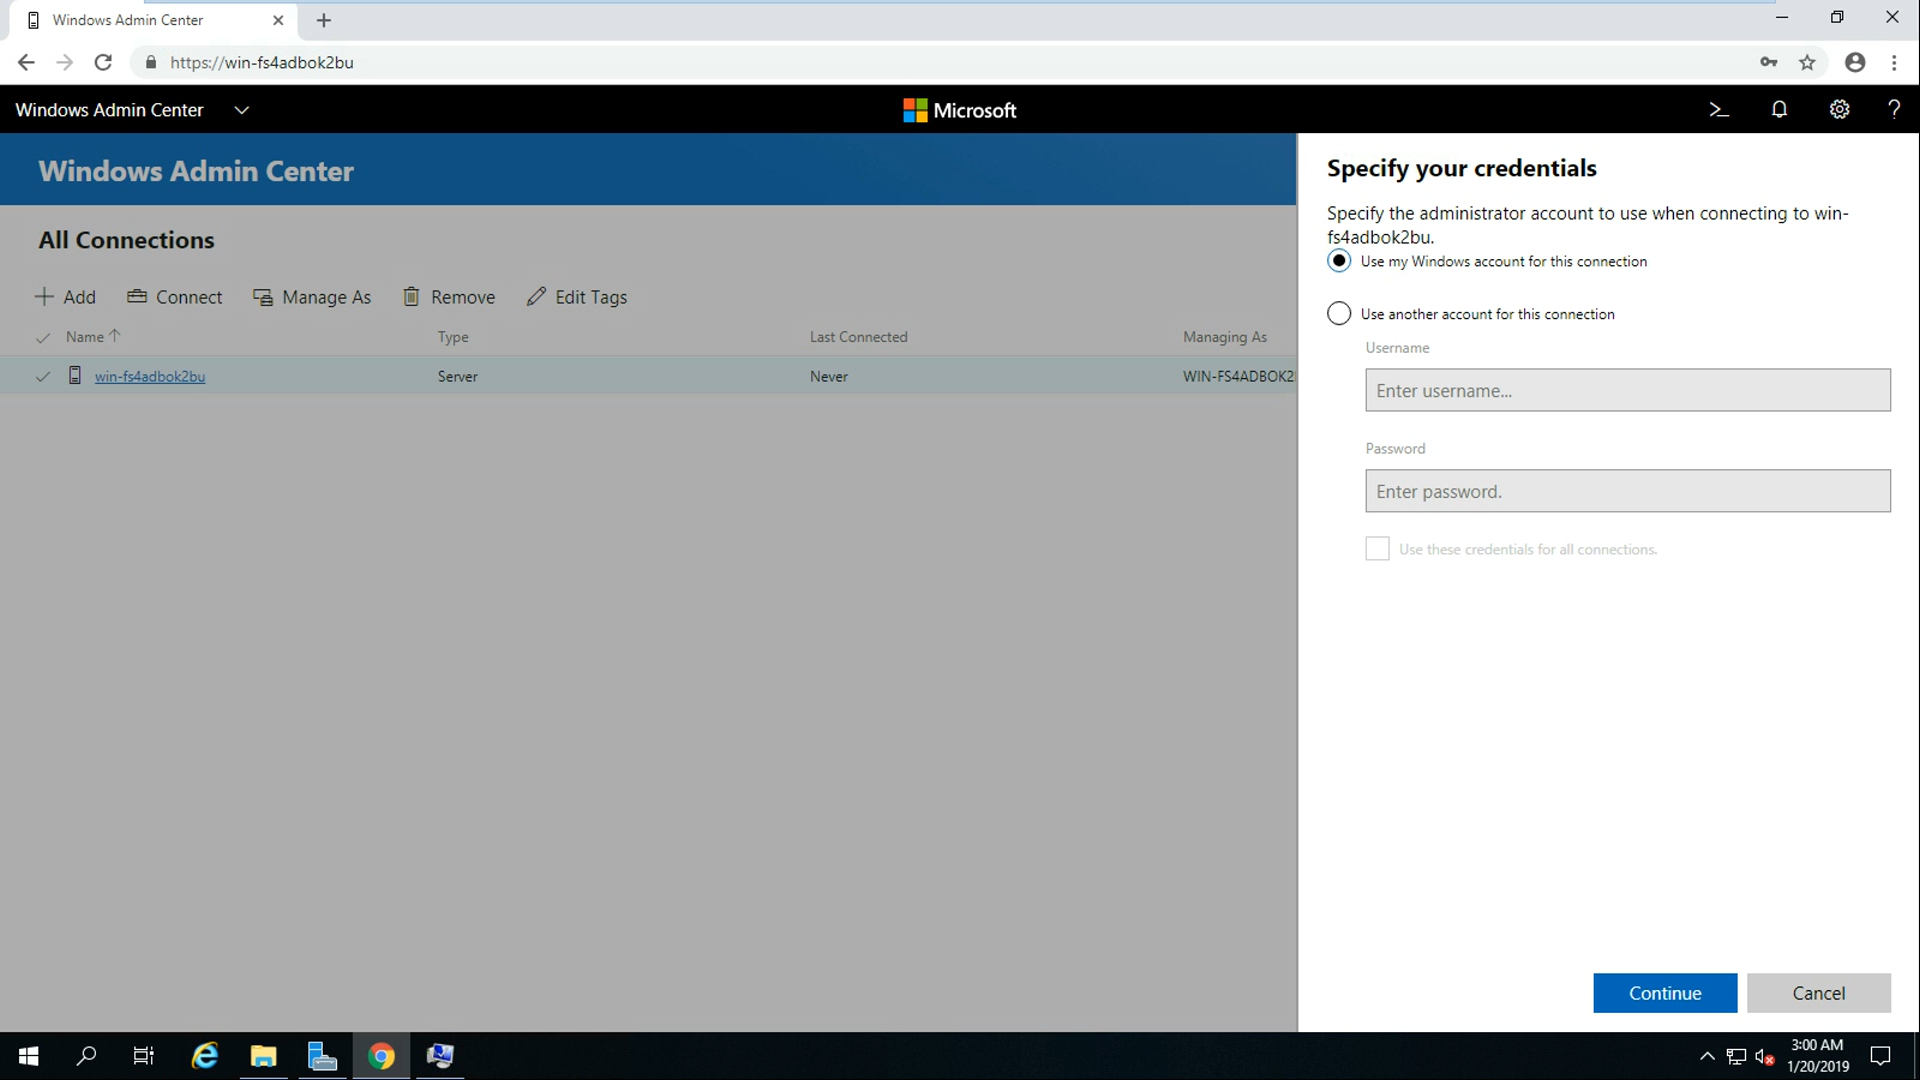 Windows Admin Center
https://win-fs4adbok2bu
Windows Admin Center
Microsoft
>_
?
Windows Admin Center
All Connections
Add
Connect
Manage As
Remove
Edit Tags
Name
Type
Last Connected
Managing As
win-fs4adbok2bu
Server
Never
WIN-FS4ADBOK2
Specify your credentials
Specify the administrator account to use when connecting to win-
fs4adbok2bu.
Use my Windows account for this connection
Use another account for this connection
Username
Enter username...
Password
Enter password.
Use these credentials for all connections.
Continue
Cancel
3:00 AM
1/20/2019